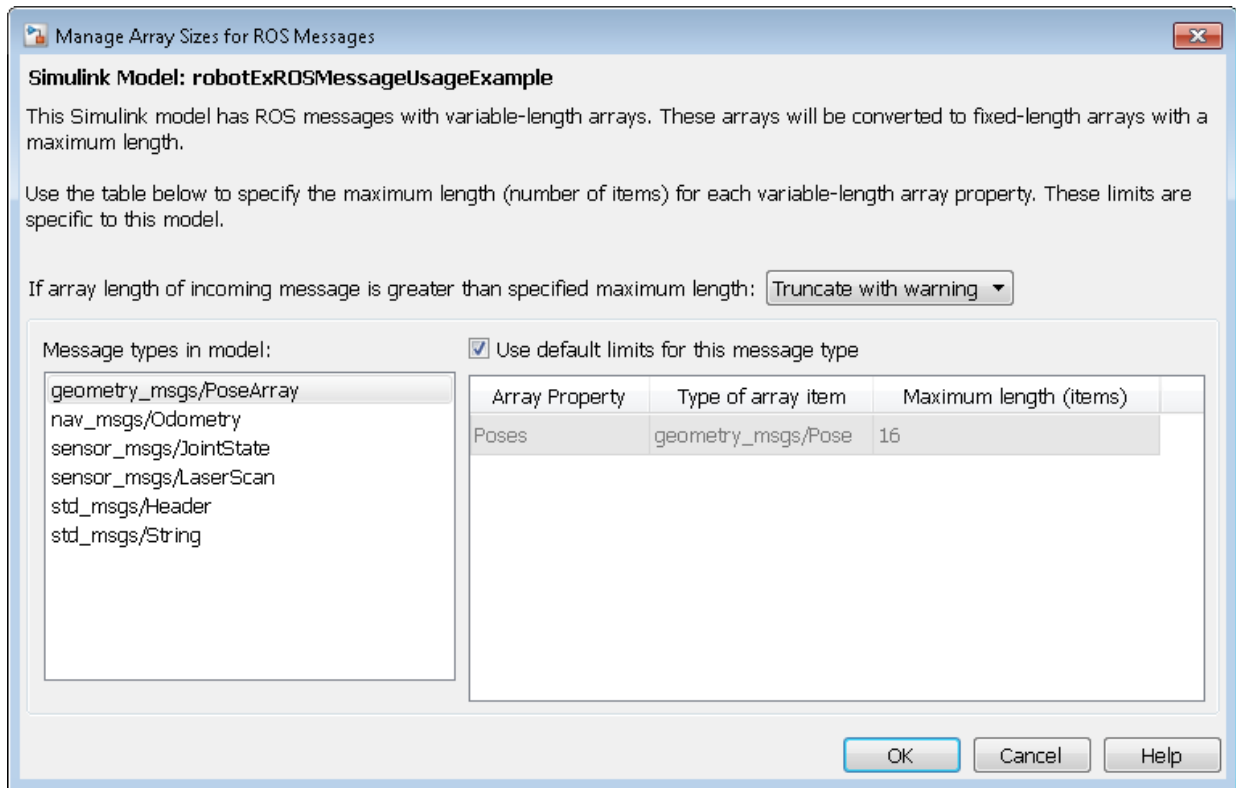 Manage Array Sizes for ROS Messages
Simulink Model: robotExROSMessageUsageExample
This Simulink model has ROS messages with variable-length arrays. These arrays will be converted to fixed-length arrays with a
maximum length.
Use the table below to specify the maximum length (number of items) for each variable-length array property. These limits are
specific to this model.
If array length of incoming message is greater than specified maximum length: Truncate with warning
Message types in model:
geometry_msgs/PoseArray
nav_msgs/Odometry
sensor_msgs/JointState
sensor_msgs/LaserScan
std_msgs/Header
std_msgs/String
Use default limits for this message type
Array Property Type of array item Maximum length (items)
Poses geometry_msgs/Pose 16
OK Cancel Help